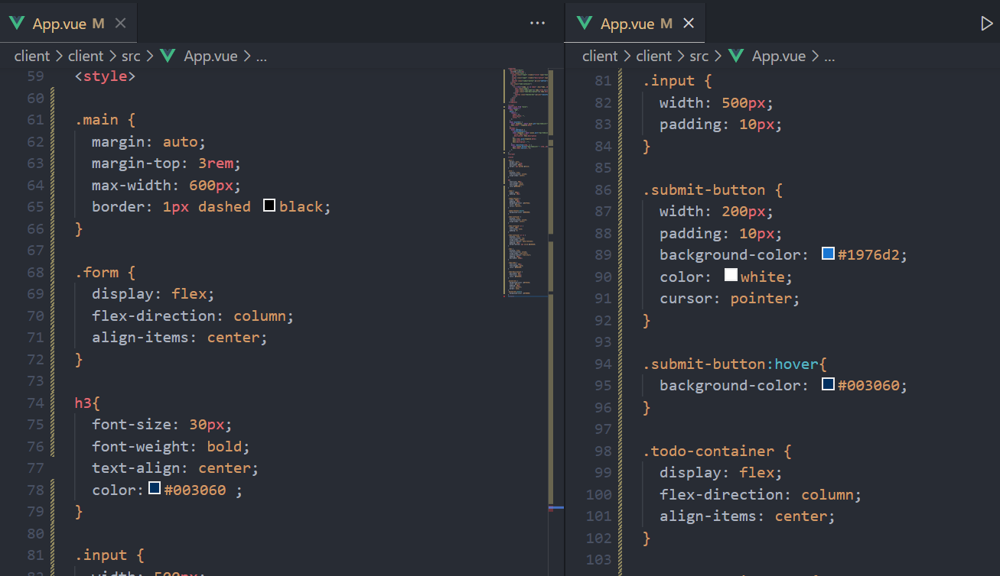 App.vue M
client > client > src > App.vue > ...
59 <style>
60
61 .main {
62 margin: auto;
63 margin-top: 3rem;
64 max-width: 600px;
65 border: 1px dashed black;
66 }
67
68 .form {
69 display: flex;
70 flex-direction: column;
71 align-items: center;
72 }
73
74 h3{
75 font-size: 30px;
76 font-weight: bold;
77 text-align: center;
78 color: #003060 ;
79 }
80
81 .input {
82 width: 500px;
App.vue M
client > client > src > App.vue > ...
81 .input {
82 width: 500px;
83 padding: 10px;
84 }
85
86 .submit-button {
87 width: 200px;
88 padding: 10px;
89 background-color: #1976d2;
90 color: white;
91 cursor: pointer;
92 }
93
94 .submit-button:hover{
95 background-color: #003060;
96 }
97
98 .todo-container {
99 display: flex;
100 flex-direction: column;
101 align-items: center;
102 }
103